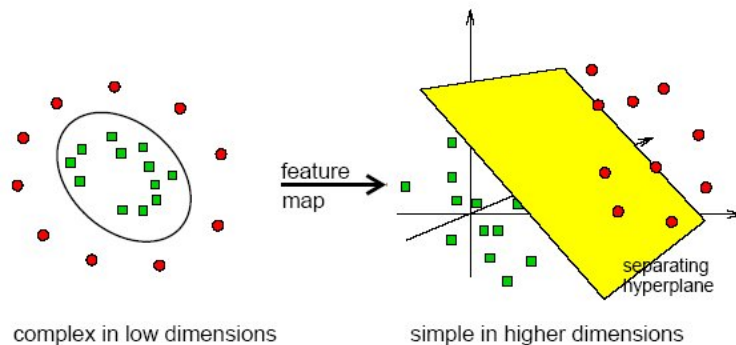 feature
map
separating
hyperplane
complex in low dimensions
simple in higher dimensions